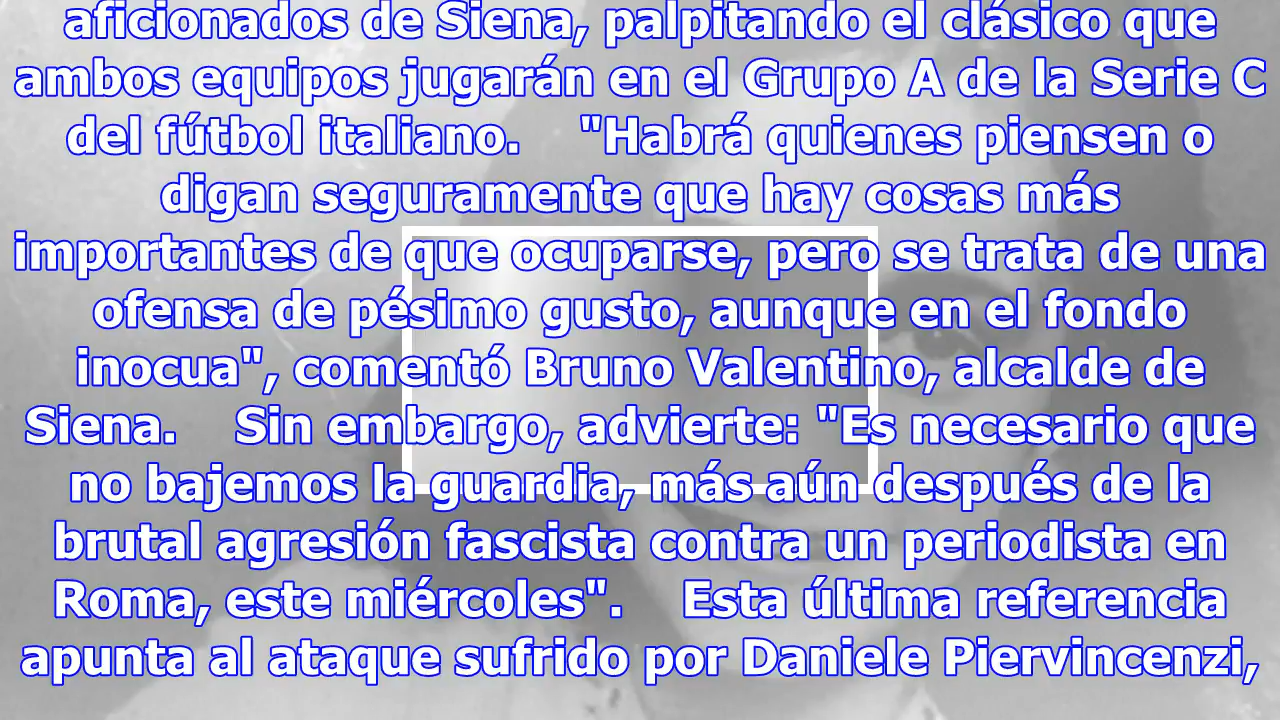 aficionados de Siena, palpitando el clásico que
ambos equipos jugarán en el Grupo A de la Serie C
del fútbol italiano. "Habrá quienes piensen o
digan seguramente que hay cosas más
importantes de que ocuparse, pero se trata de una
ofensa de pésimo gusto, aunque en el fondo
inocua", comentó Bruno Valentino, alcalde de
Siena. Sin embargo, advierte: "Es necesario que
no bajemos la guardia, más aún después de la
brutal agresión fascista contra un periodista en
Roma, este miércoles". Esta última referencia
apunta al ataque sufrido por Daniele Piervincenzi,